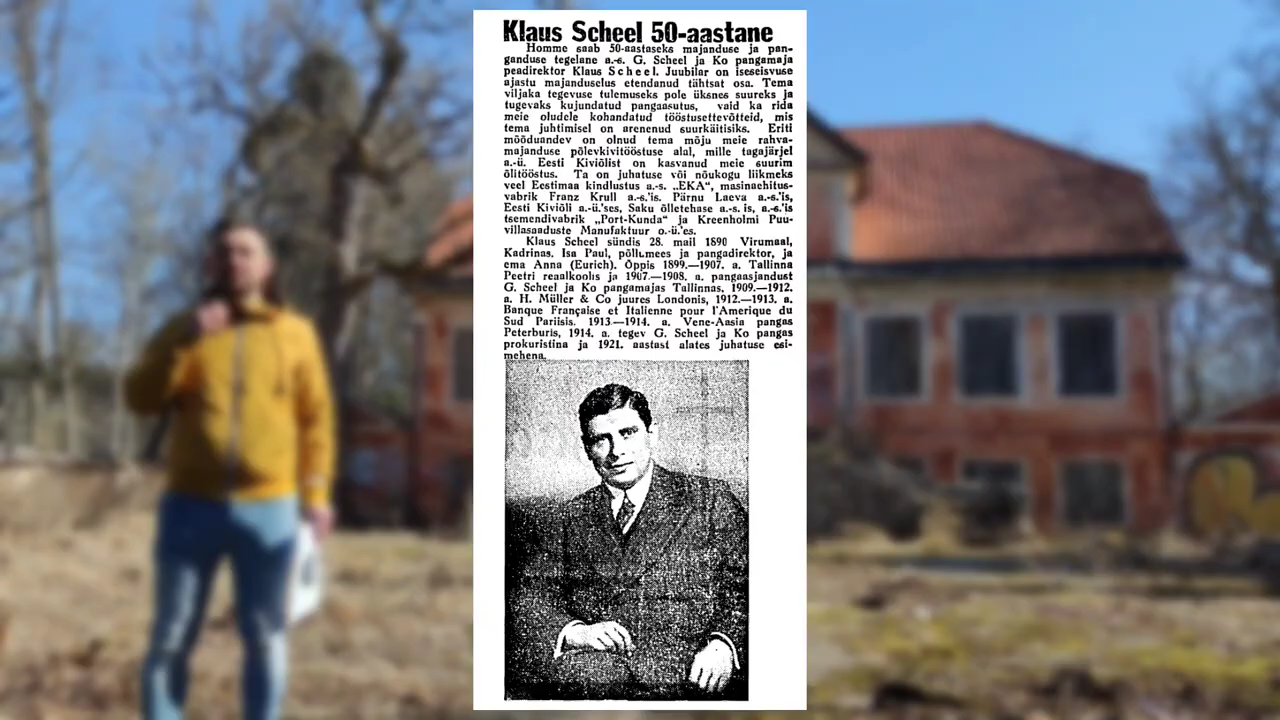 Klaus Scheel 50-aastane
Homme saab 50-aastaseks majanduse ja pan-
ganduse tegelane a.-s. G. Scheel ja Ko pangamaja
peadirektor Klaus Scheel. Juubilar on iseseisvuse
ajastu majanduselus etendanud tähtsat osa. Tema
viljaka tegevuse tulemuseks pole üksnes suureks ja
tugevaks kujundatud pangaasutus, vaid ka rida
meie oludele kohandatud tööstusettevõtteid, mis
tema juhtimisel on arenenud suurkäitisiks. Eriti
mõõduandev on olnud tema mõju meie rahva-
majanduse põlevkivitööstuse alal, mille tagajärjel
a.-ü. Eesti Kiviõlist on kasvanud meie suurim
õlitööstus. Ta on juhatuse või nõukogu liikmeks
veel Eestimaa kindlustus a.-s. „EKA“, masinaehitus-
vabrik Franz Krull a.-s.'is. Pärnu Laeva a.-s.'is,
Eesti Kiviõli a.-ü.'ses, Saku õlletehase a.-s. is, a.-s.'is
tsemendivabrik „Port-Kunda“ ja Kreenholmi Puu-
villasaaduste Manufaktuur o.-ü.'es.
Klaus Scheel sündis 28. mail 1890 Virumaal,
Kadrinas. Isa Paul, põllumees ja pangadirektor, ja
ema Anna (Eurich). Õppis 1899.—1907. a. Tallinna
Peetri reaalkoolis ja 1907.—1908. a. pangaasjandust
G. Scheel ja Ko pangamajas Tallinnas, 1909.—1912.
a. H. Müller & Co juures Londonis, 1912.—1913. a.
Banque Française et Italienne pour l'Amerique du
Sud Pariisis. 1913.—1914. a. Vene-Aasia pangas
Peterburis, 1914. a. tegev G. Scheel ja Ko pangas
prokuristina ja 1921. aastast alates juhatuse esi-
mehena.